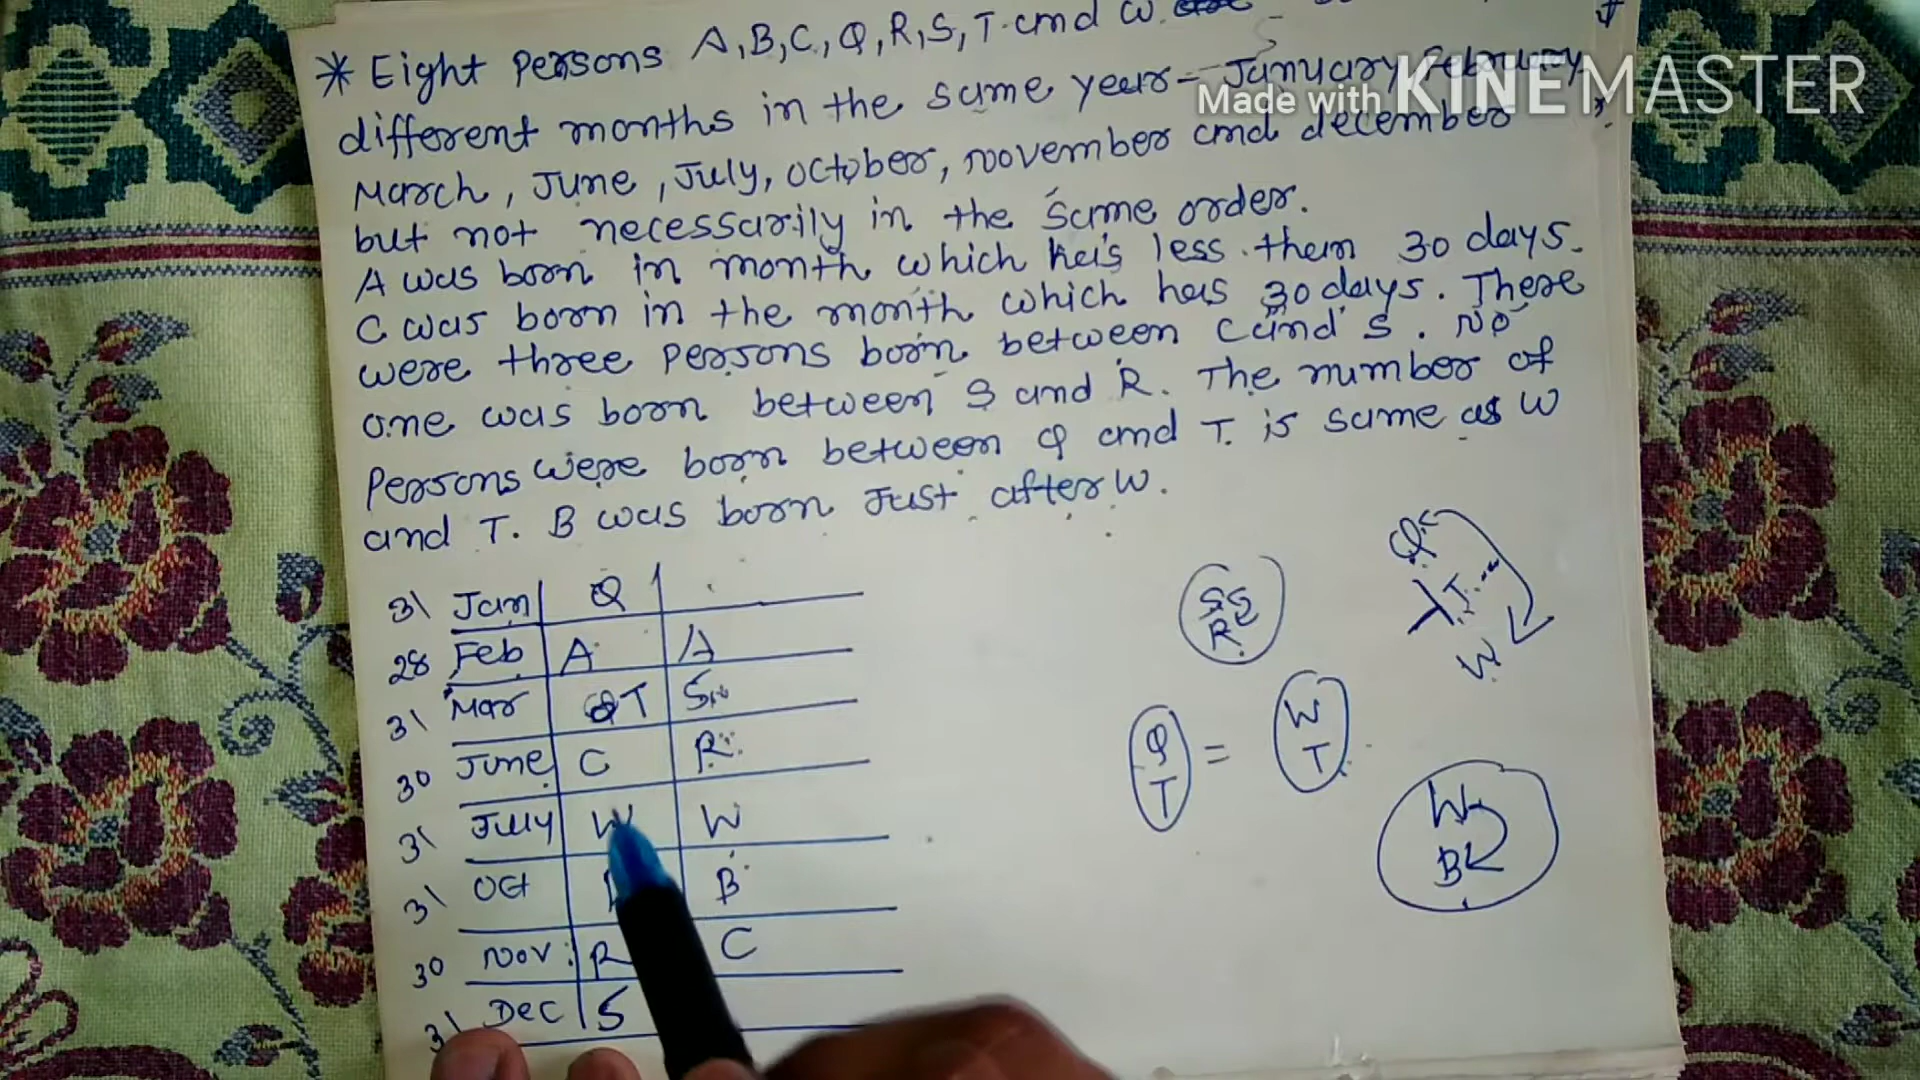 * Eight Persons A, B, C, Q, R, S, T and W.
different months in the same year - January February
Made with KINEMASTER
March, June, July, October, November and december
but not necessarily in the same order.
A was born in month which has less than 30 days.
C was born in the month which has 30 days. There
were three Persons born between C and S. No
one was born between S and R. The number of
Persons were born between Q and T. is same as W
and T. B was born Just after W.
31 Jan Q
28 Feb A A
31 Mar T S
30 June C R
31 July W W
31 Oct B
30 Nov R C
31 Dec S
S S
R
Q
T
W
Q
T
=
W
T
W
B